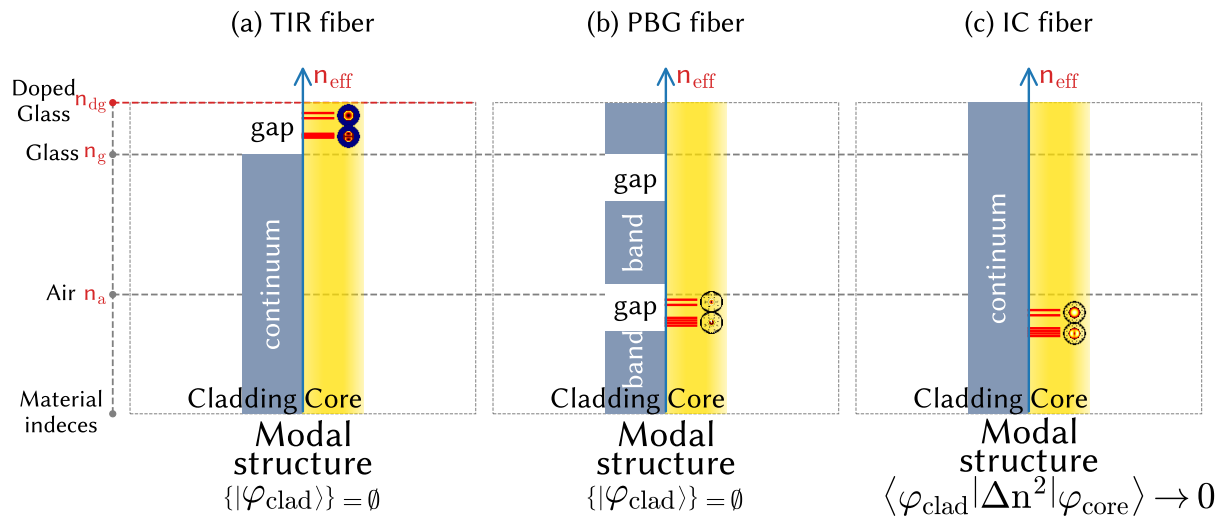 (a) TIR fiber
(b) PBG fiber
(c) IC fiber
n_eff
n_eff
n_eff
Doped
Glass n_dg
Glass n_g
Air n_a
Material
indeces
gap
continuum
Cladding Core
gap
band
gap
band
Cladding Core
continuum
Cladding Core
Modal
structure
{|φ_clad⟩} = ∅
Modal
structure
{|φ_clad⟩} = ∅
Modal
structure
⟨φ_clad|Δn²|φ_core⟩ → 0